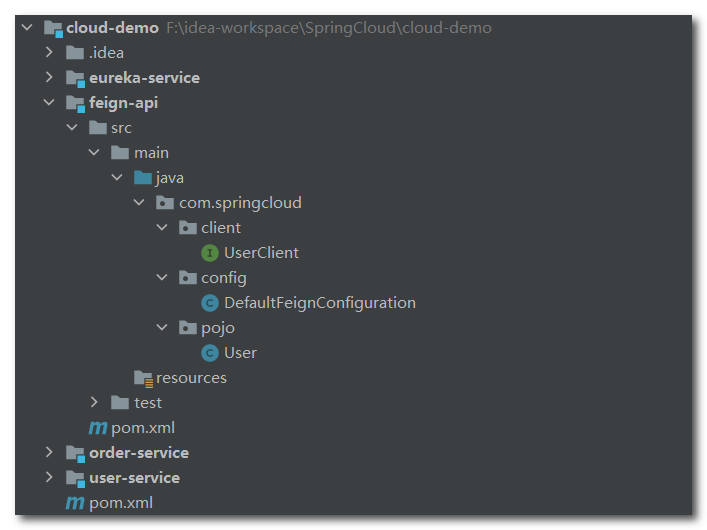 cloud-demo F:\idea-workspace\SpringCloud\cloud-demo
.idea
eureka-service
feign-api
src
main
java
com.springcloud
client
I UserClient
config
C DefaultFeignConfiguration
pojo
C User
resources
test
m pom.xml
order-service
user-service
m pom.xml